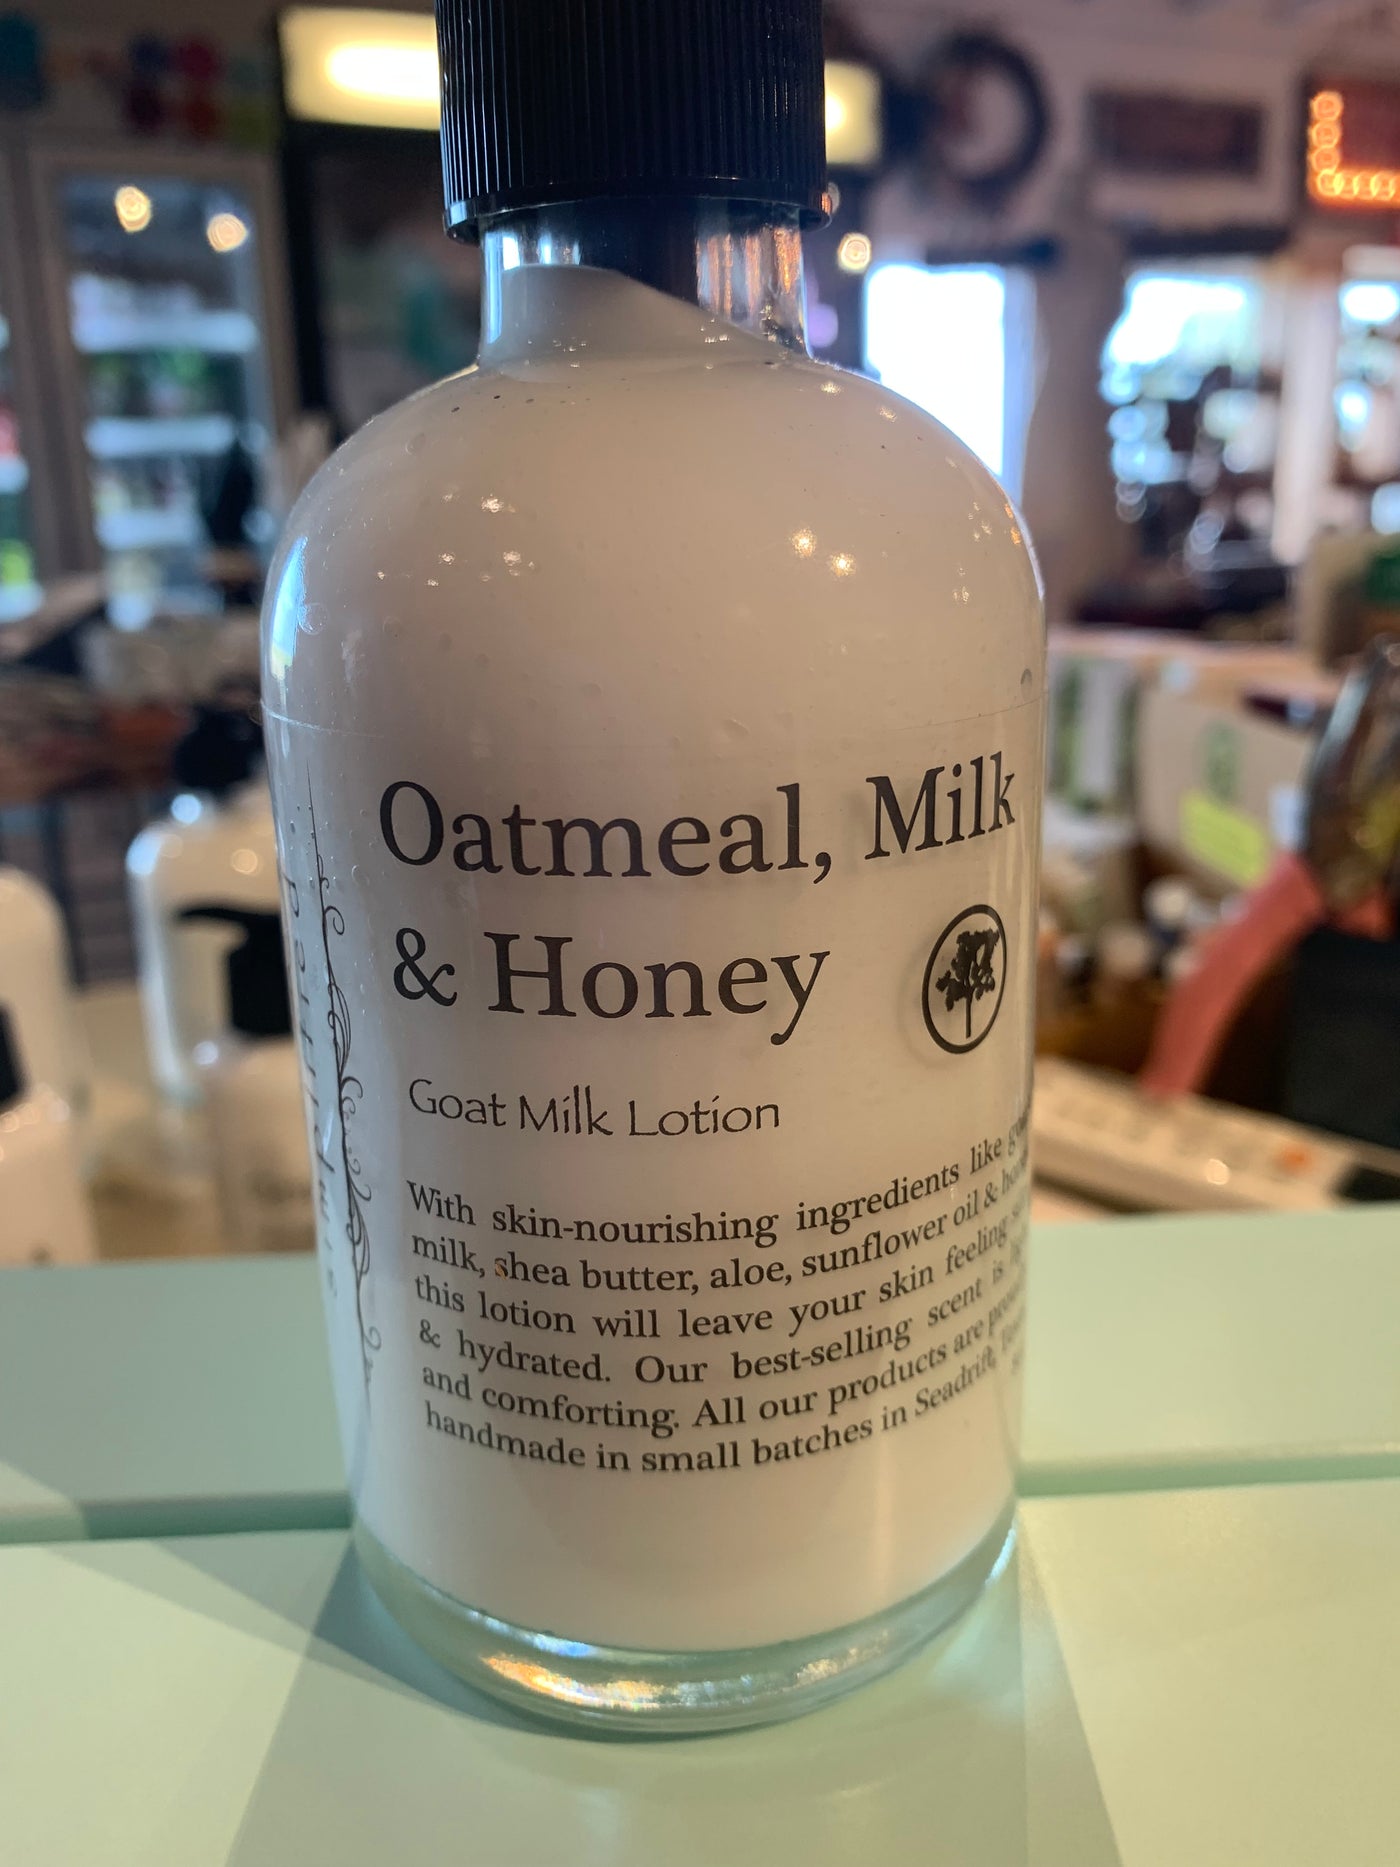 Oatmeal, Milk
& Honey
Goat Milk Lotion
With skin-nourishing ingredients like
milk, shea butter, aloe, sunflower oil &
this lotion will leave your skin feeling
& hydrated. Our best-selling scent is
and comforting. All our products are
handmade in small batches in Seadrift,